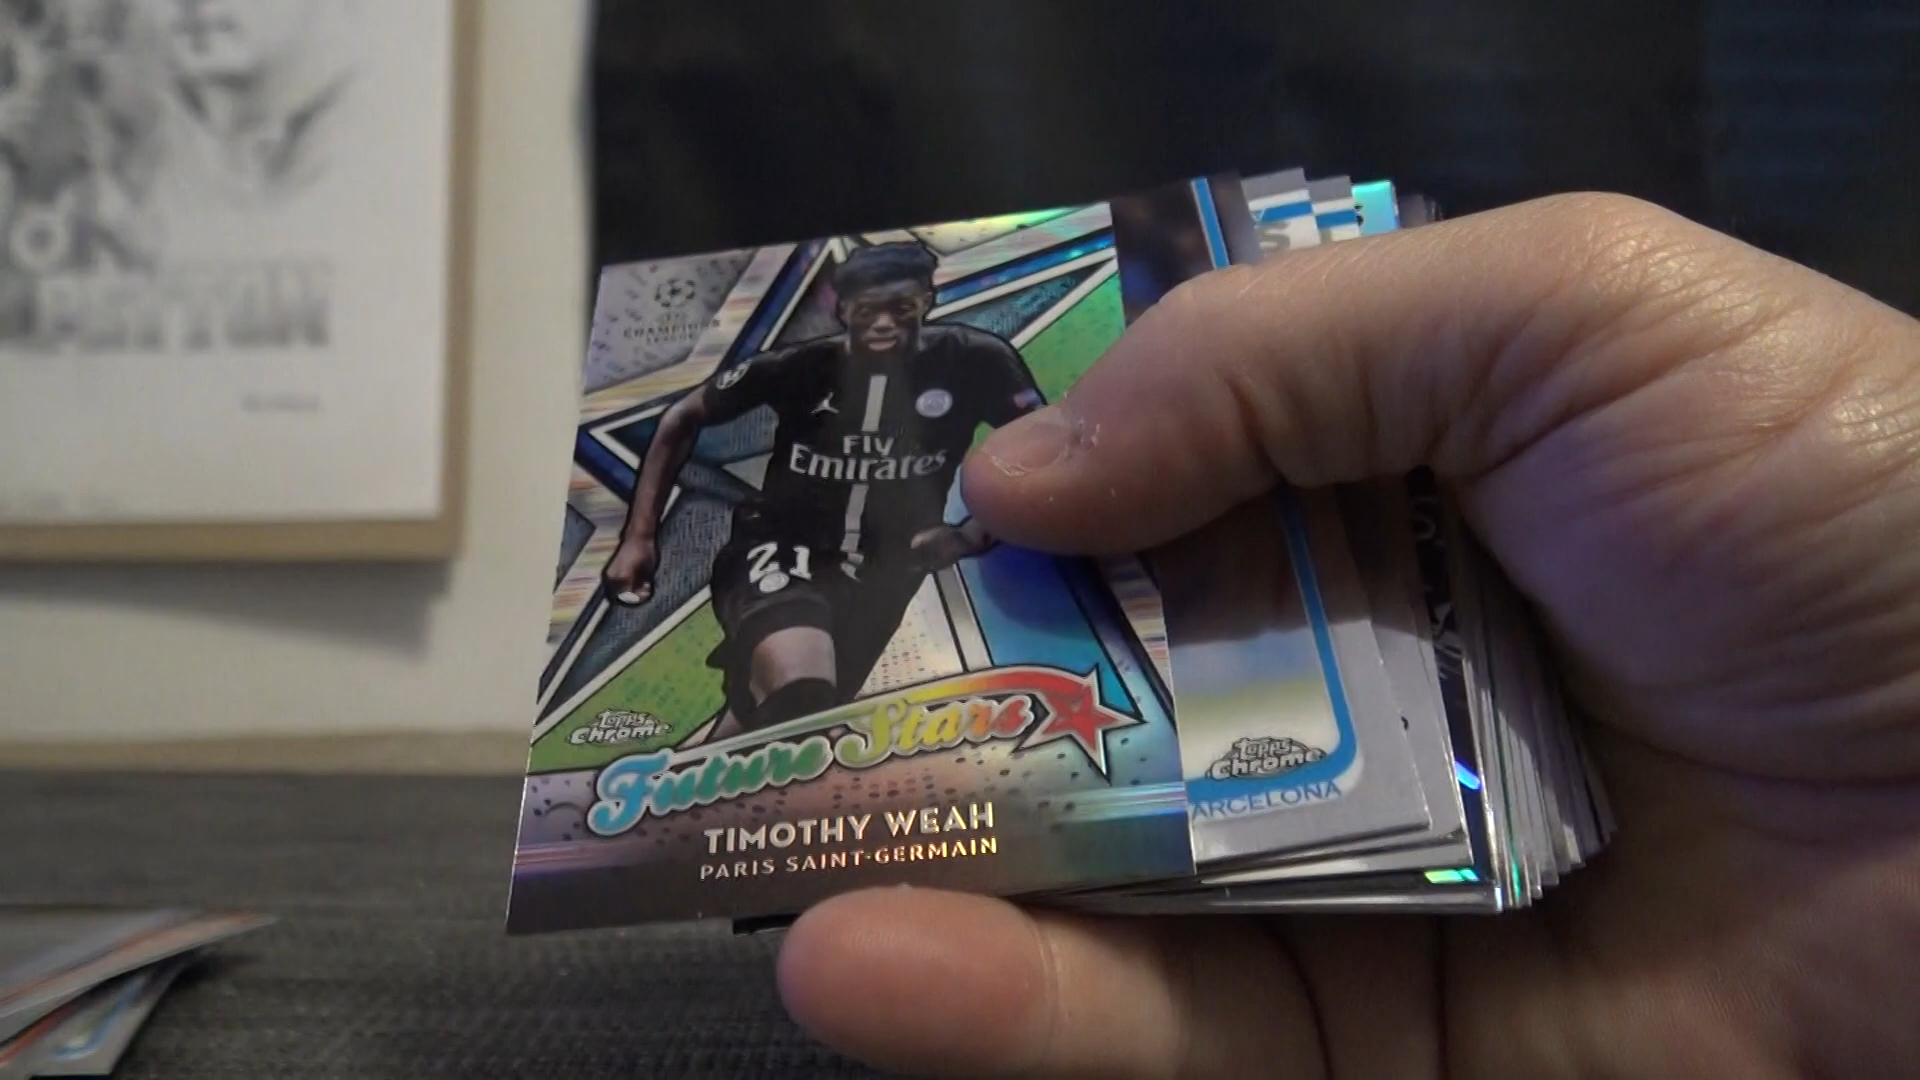 CHAMPIONS
LEAGUE
Fly
Emirates
21
Topps
Chrome
Future Stars
TIMOTHY WEAH
PARIS SAINT-GERMAIN
Topps
Chrome
ARCELONA